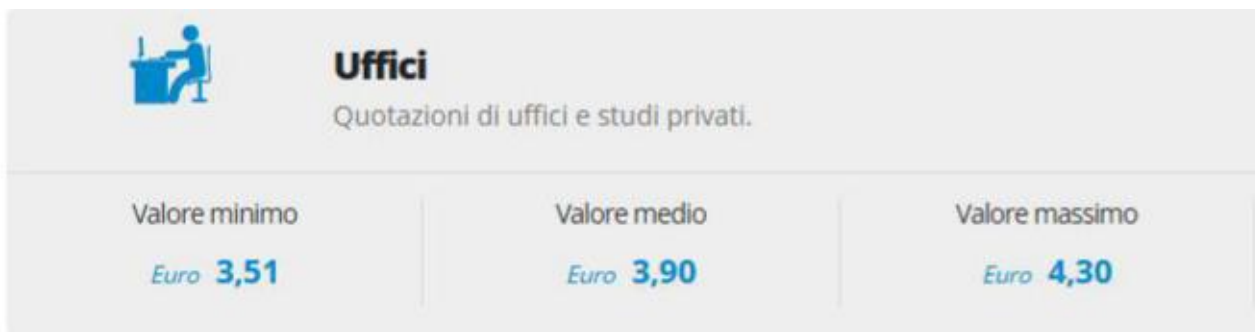 Uffici
Quotazioni di uffici e studi privati.
Valore minimo Valore medio Valore massimo
Euro 3,51 Euro 3,90 Euro 4,30